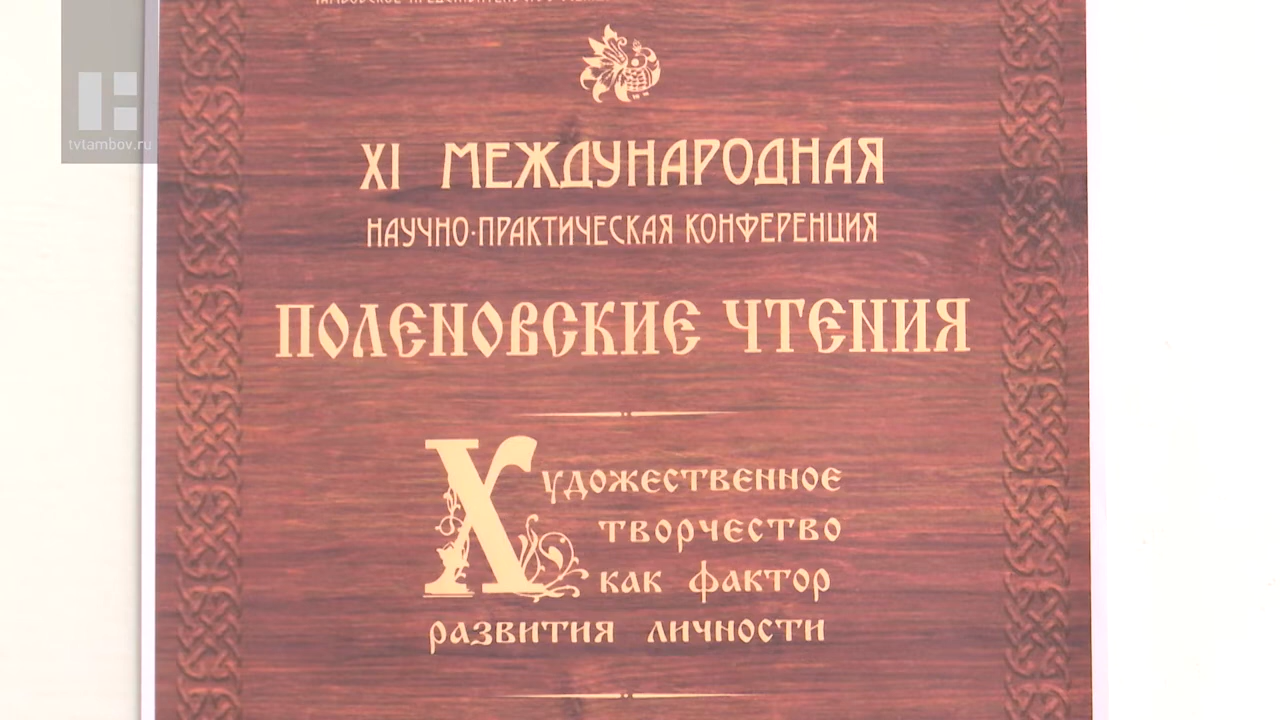 tvtambov.ru
XI МЕЖДУНАРОДНАЯ
НАУЧНО-ПРАКТИЧЕСКАЯ КОНФЕРЕНЦИЯ
ПОЛЕНОВСКИЕ ЧТЕНИЯ
Художественное
творчество
как фактор
развития личности